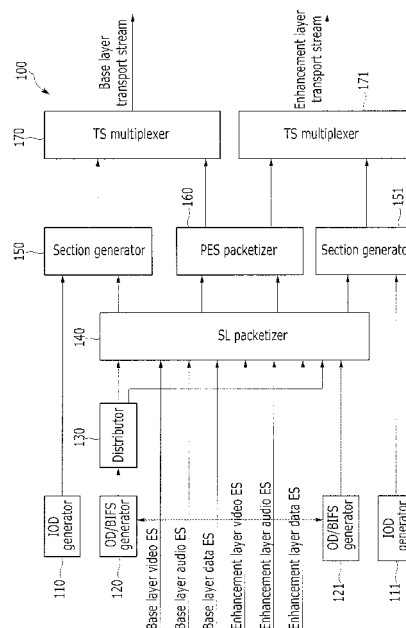 100
Base layer
transport stream
Enhancement layer
transport stream
170
TS multiplexer
171
TS multiplexer
150
Section generator
160
PES packetizer
151
Section generato
140
SL packetizer
130
Distributor
IOD
generator
110
OD/BIFS
generator
120
Base layer video ES
Base layer audio ES
Base layer data ES
Enhancement layer video ES
Enhancement layer audio ES
Enhancement layer data ES
OD/BIFS
generator
121
IOD
generator
111